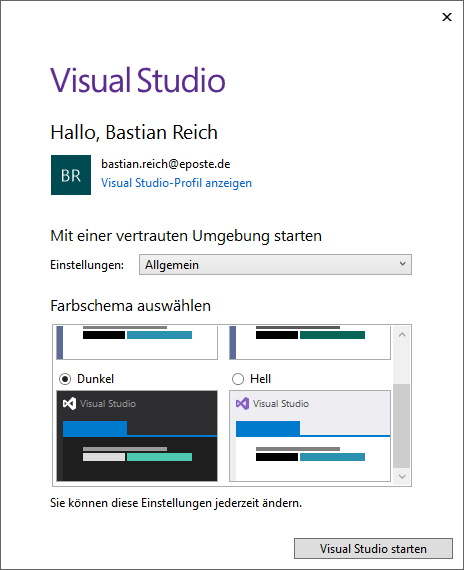 Visual Studio
Hallo, Bastian Reich
BR
bastian.reich@eposte.de
Visual Studio-Profil anzeigen
Mit einer vertrauten Umgebung starten
Einstellungen: Allgemein
Farbschema auswählen
Dunkel Hell
Visual Studio Visual Studio
Sie können diese Einstellungen jederzeit ändern.
Visual Studio starten